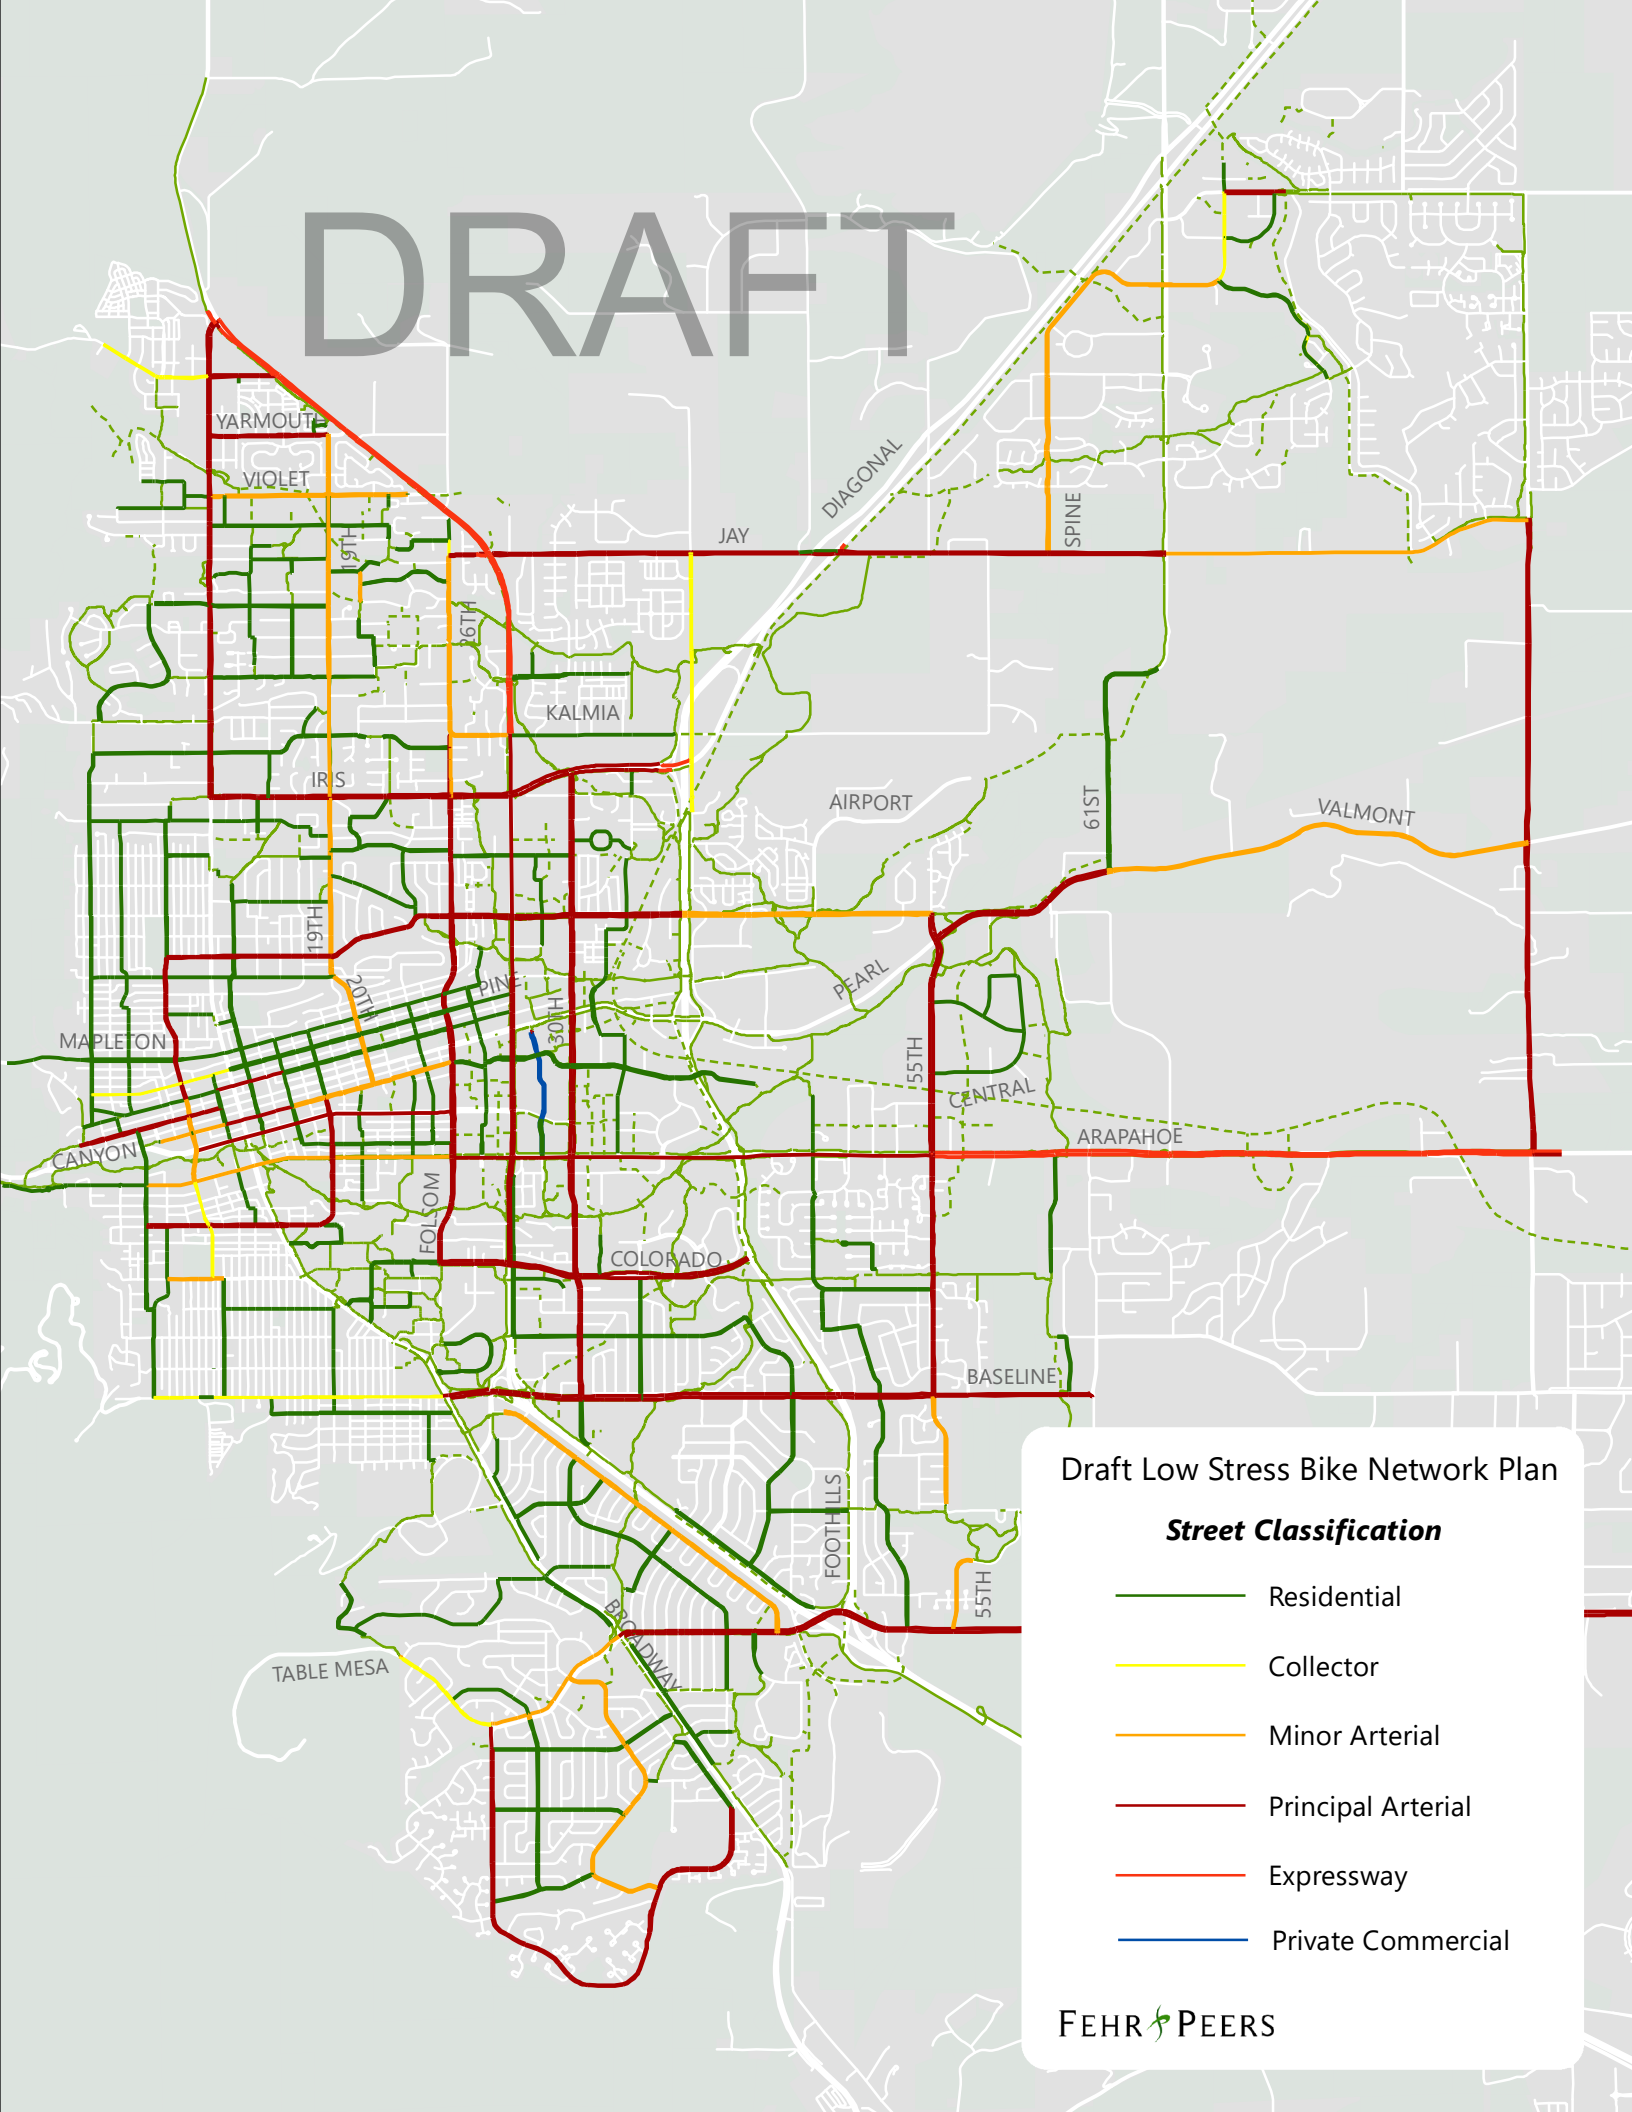 DRAFT
YARMOUTH
VIOLET
19TH
DIAGONAL
JAY
SPINE
26TH
KALMIA
IRIS
AIRPORT
61ST
VALMONT
19TH
20TH
PINE
30TH
PEARL
MAPLETON
55TH
CENTRAL
CANYON
ARAPAHOE
FOLSOM
COLORADO
BASELINE
FOOTHILLS
55TH
BROADWAY
TABLE MESA
Draft Low Stress Bike Network Plan
Street Classification
Residential
Collector
Minor Arterial
Principal Arterial
Expressway
Private Commercial
FEHR PEERS